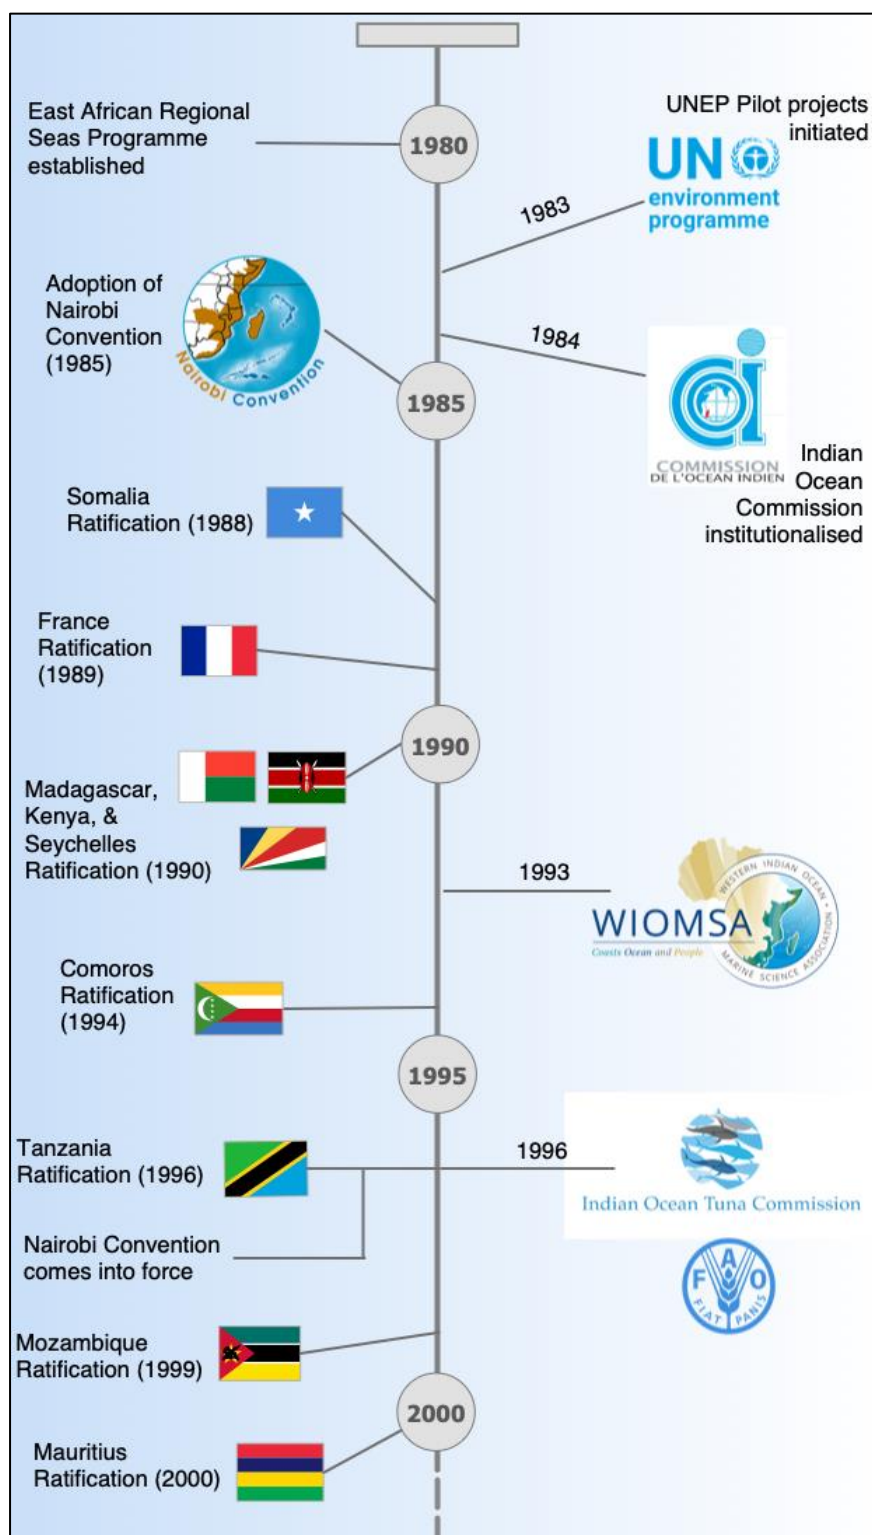 East African Regional
Seas Programme
established
1980
UNEP Pilot projects
initiated
UN
environment
programme
1983
Adoption of
Nairobi
Convention
(1985)
Nairobi Convention
1984
1985
COI
COMMISSION
DE L'OCEAN INDIEN
Indian
Ocean
Commission
institutionalised
Somalia
Ratification (1988)
France
Ratification
(1989)
1990
Madagascar,
Kenya, &
Seychelles
Ratification (1990)
1993
WIOMSA
Coasts Ocean and People
WESTERN INDIAN OCEAN •
MARINE SCIENCE ASSOCIATION
Comoros
Ratification
(1994)
1995
Tanzania
Ratification (1996)
1996
Indian Ocean Tuna Commission
Nairobi Convention
comes into force
F A O
FIAT PANIS
Mozambique
Ratification (1999)
2000
Mauritius
Ratification (2000)